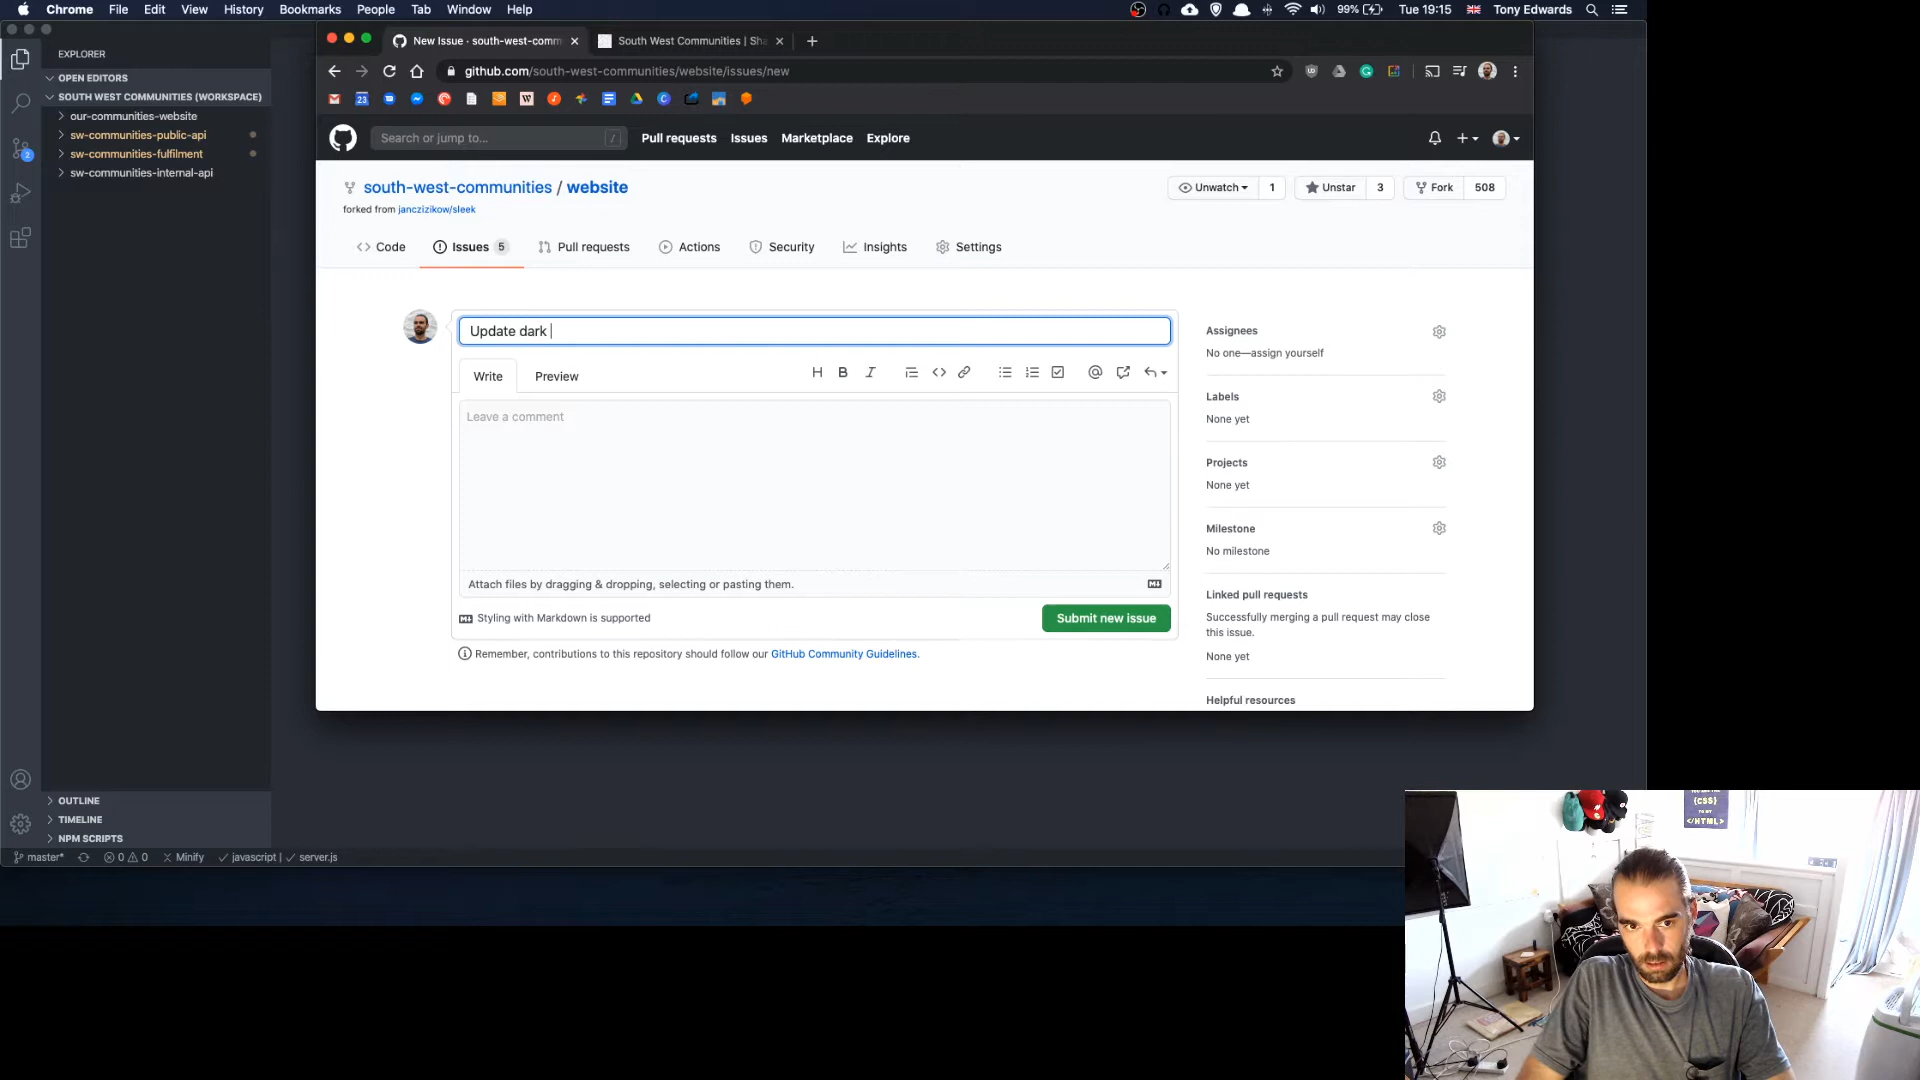 Chrome File Edit View History Bookmarks People Tab Window Help
99% Tue 19:15 Tony Edwards
EXPLORER
OPEN EDITORS
SOUTH WEST COMMUNITIES (WORKSPACE)
our-communities-website
sw-communities-public-api
sw-communities-fulfilment
sw-communities-internal-api
2
OUTLINE
TIMELINE
NPM SCRIPTS
master* 0 0 Minify javascript | server.js
New Issue · south-west-comm
South West Communities | Sha
github.com/south-west-communities/website/issues/new
23
Search or jump to... /
Pull requests Issues Marketplace Explore
south-west-communities / website
forked from janczizikow/sleek
Unwatch 1 Unstar 3 Fork 508
Code Issues 5 Pull requests Actions Security Insights Settings
Update dark
Write Preview
H B I
Leave a comment
Attach files by dragging & dropping, selecting or pasting them.
Styling with Markdown is supported
Submit new issue
Remember, contributions to this repository should follow our GitHub Community Guidelines.
Assignees
No one—assign yourself
Labels
None yet
Projects
None yet
Milestone
No milestone
Linked pull requests
Successfully merging a pull request may close
this issue.
None yet
Helpful resources
{CSS}
TO MY
</HTML>